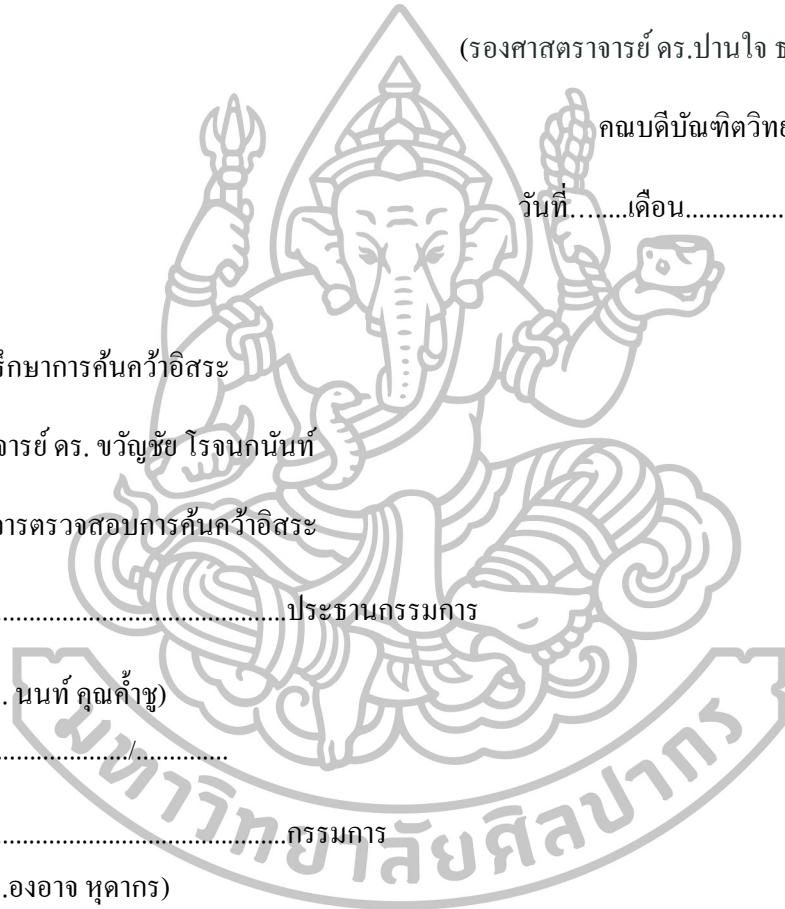 (รองศาสตราจารย์ ดร.ปานใจ
คณบดีบัณฑิตวิทย
วันที่........เดือน................
รึกษาการค้นคว้าอิสระ
จารย์ ดร. ขวัญชัย โรจนกนันท์
การตรวจสอบการค้นคว้าอิสระ
.............................................ประธานกรรมการ
. นนท์ คุณค้ำชู)
...................../..............
.............................................กรรมการ
.องอาจ หุดากร)
มหาวิทยาลัยศิลปากร